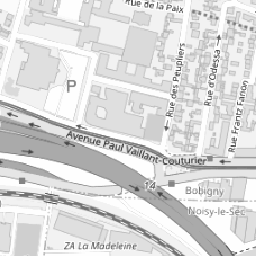 Rue de la Paix
P
Rue des Peupliers
Rue d'Odessa
Rue Frantz Fanon
Avenue Paul Vaillant-Couturier
14
Bobigny
Noisy-le-Sec
ZA La Madeleine